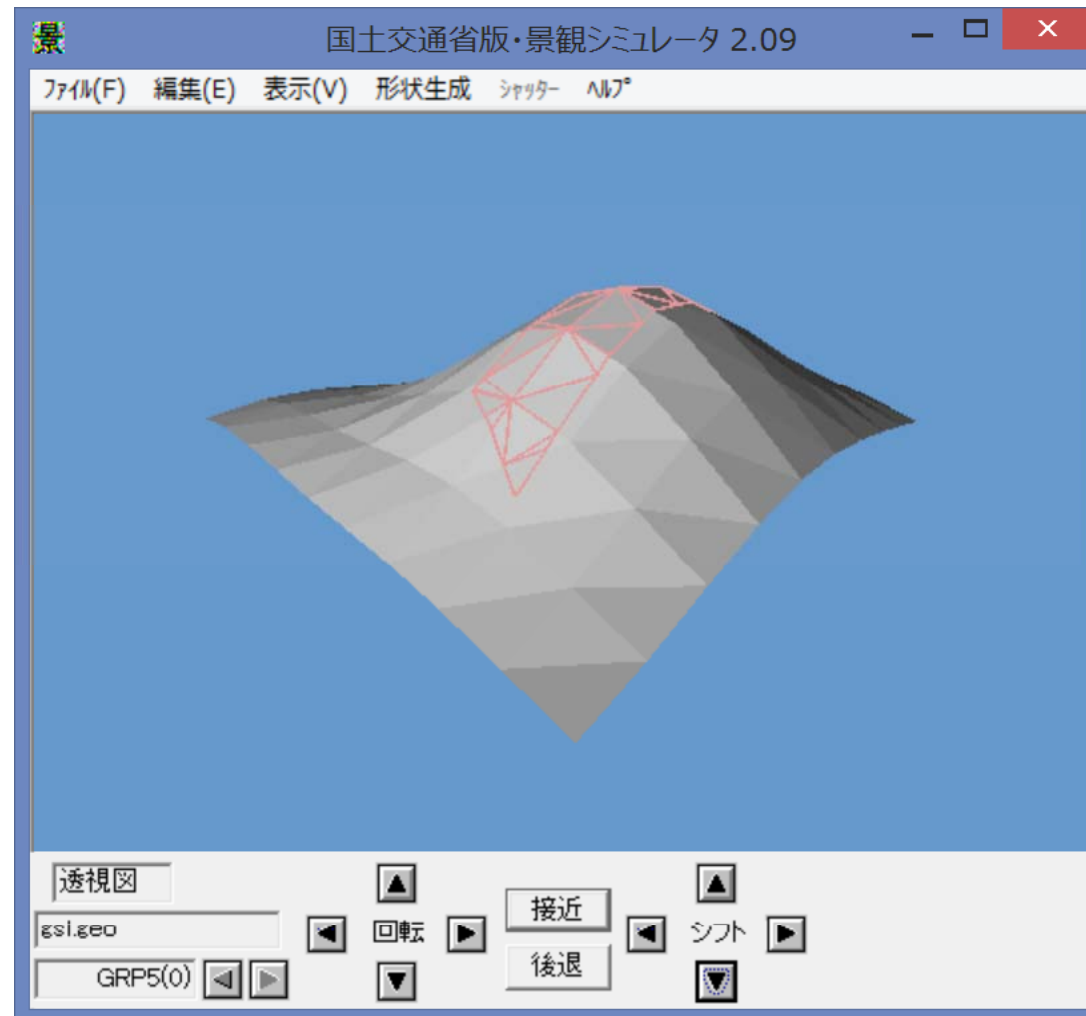 景 国土交通省版・景観シミュレータ 2.09
ﾌｧｲﾙ(F) 編集(E) 表示(V) 形状生成 ｼｬｯﾀｰ ﾍﾙﾌﾟ
透視図
gsi.geo
GRP5(0)
回転
接近
後退
シフト